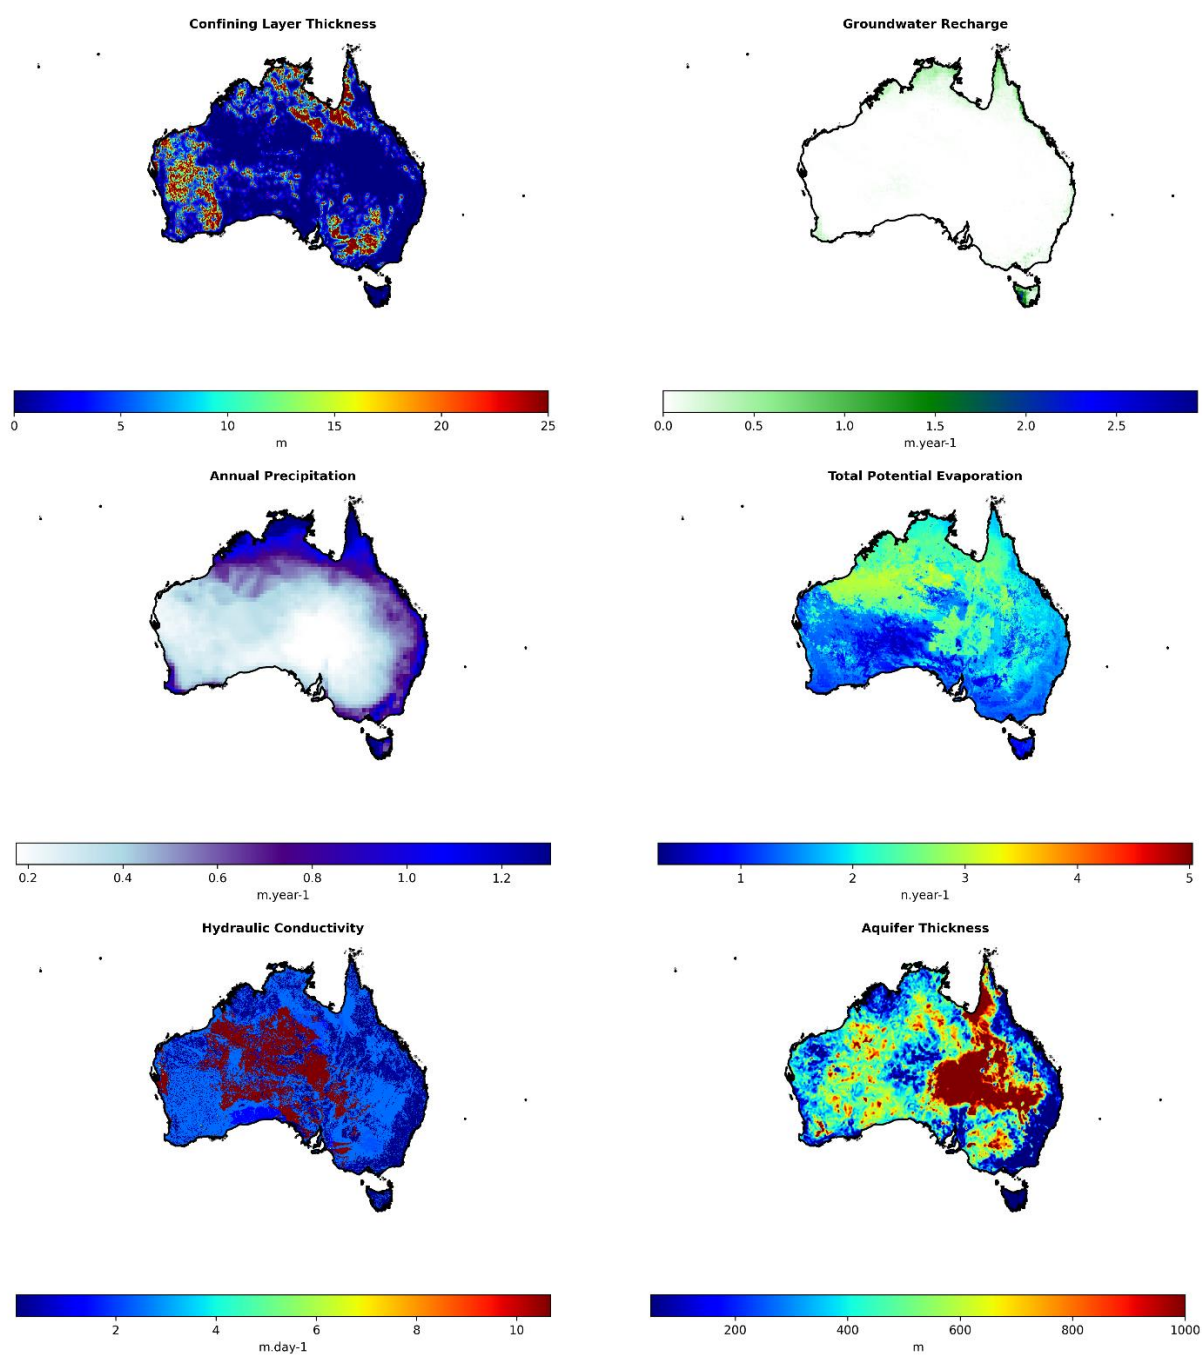 Confining Layer Thickness
Groundwater Recharge
0 5 10 15 20 25
m
0.0 0.5 1.0 1.5 2.0 2.5
m.year-1
Annual Precipitation
Total Potential Evaporation
0.2 0.4 0.6 0.8 1.0 1.2
m.year-1
1 2 3 4 5
n.year-1
Hydraulic Conductivity
Aquifer Thickness
2 4 6 8 10
m.day-1
200 400 600 800 1000
m